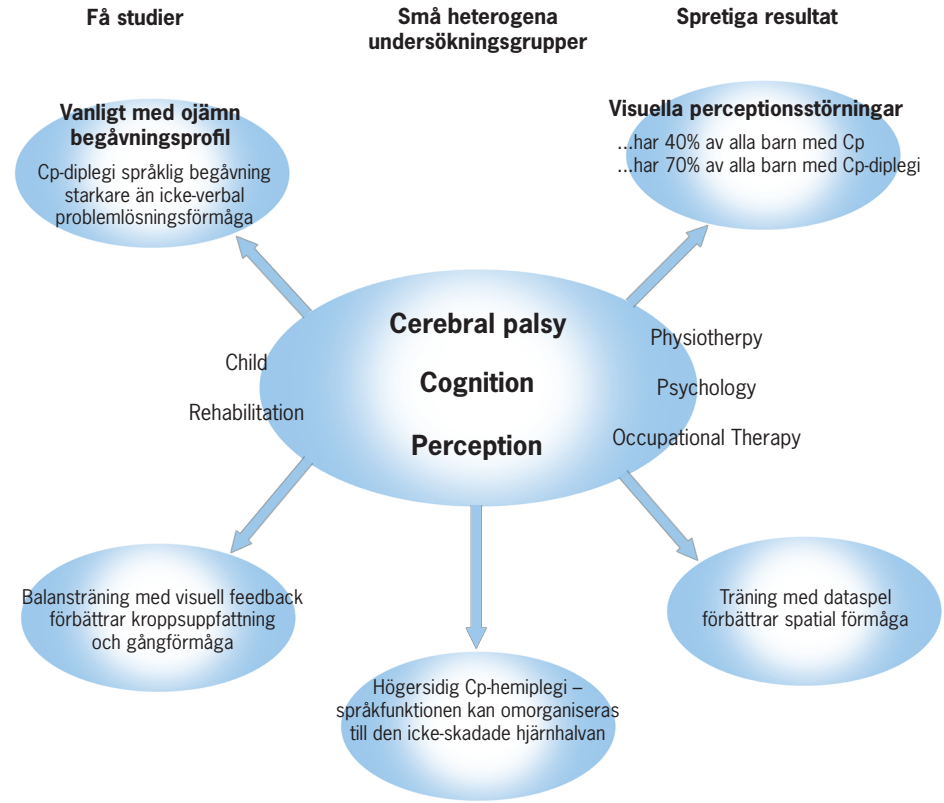 Få studier
Små heterogena
undersökningsgrupper
Spretiga resultat
Vanligt med ojämn
begåvningsprofil
Cp-diplegi språklig begåvning
starkare än icke-verbal
problemlösningsförmåga
Visuella perceptionsstörningar
...har 40% av alla barn med Cp
...har 70% av alla barn med Cp-diplegi
Cerebral palsy
Cognition
Perception
Child
Rehabilitation
Physiotherpy
Psychology
Occupational Therapy
Balansträning med visuell feedback
förbättrar kroppsuppfattning
och gångförmåga
Högersidig Cp-hemiplegi –
språkfunktionen kan omorganiseras
till den icke-skadade hjärnhalvan
Träning med dataspel
förbättrar spatial förmåga